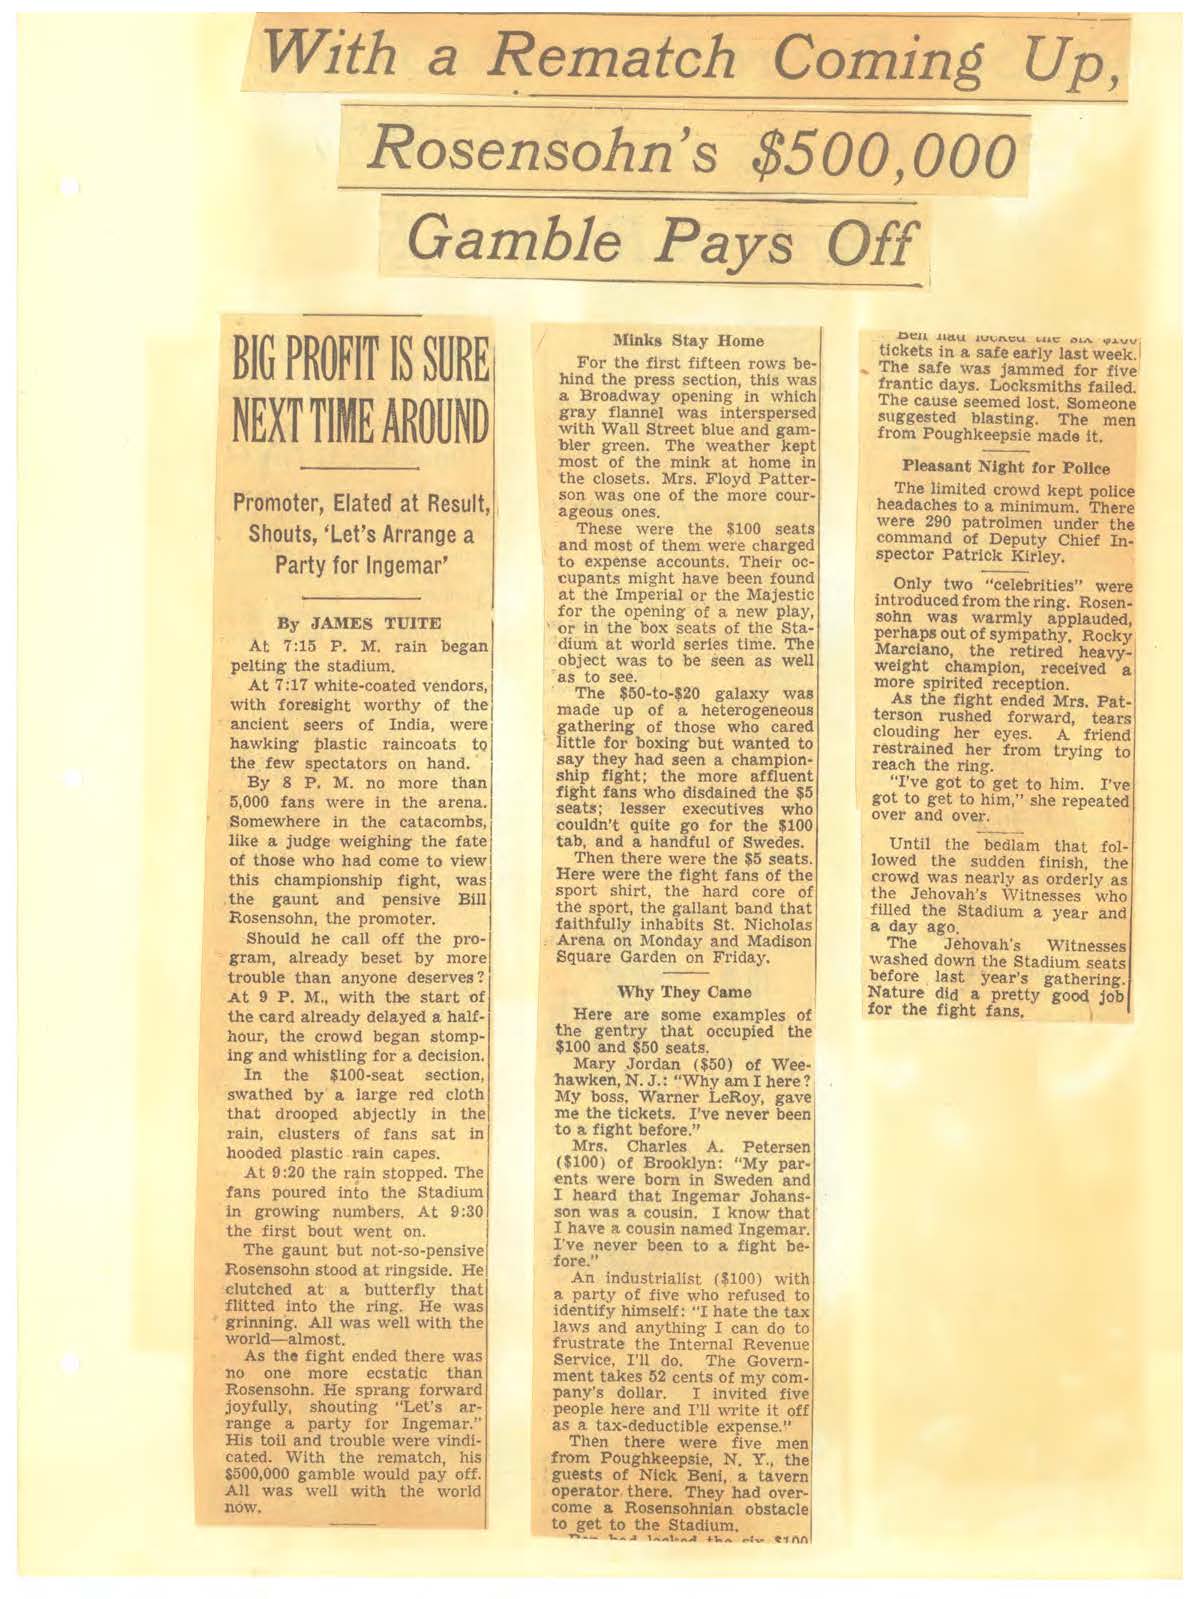 With a Rematch Coming Up,
Rosensohn's $500,000
Gamble Pays Off
BIG PROFIT IS SURE
NEXT TIME AROUND
Promoter, Elated at Result,
Shouts, 'Let's Arrange a
Party for Ingemar'
By JAMES TUITE
At 7:15 P. M. rain began
pelting the stadium.
At 7:17 white-coated vendors,
with foresight worthy of the
ancient seers of India, were
hawking plastic raincoats to
the few spectators on hand.
By 8 P. M. no more than
5,000 fans were in the arena.
Somewhere in the catacombs,
like a judge weighing the fate
of those who had come to view
this championship fight, was
the gaunt and pensive Bill
Rosensohn, the promoter.
Should he call off the pro-
gram, already beset by more
trouble than anyone deserves?
At 9 P. M., with the start of
the card already delayed a half-
hour, the crowd began stomp-
ing and whistling for a decision.
In the $100-seat section,
swathed by a large red cloth
that drooped abjectly in the
rain, clusters of fans sat in
hooded plastic rain capes.
At 9:20 the rain stopped. The
fans poured into the Stadium
in growing numbers. At 9:30
the first bout went on.
The gaunt but not-so-pensive
Rosensohn stood at ringside. He
clutched at a butterfly that
flitted into the ring. He was
grinning. All was well with the
world—almost.
As the fight ended there was
no one more ecstatic than
Rosensohn. He sprang forward
joyfully, shouting "Let's ar-
range a party for Ingemar."
His toil and trouble were vindi-
cated. With the rematch, his
$500,000 gamble would pay off.
All was well with the world
now.
Minks Stay Home
For the first fifteen rows be-
hind the press section, this was
a Broadway opening in which
gray flannel was interspersed
with Wall Street blue and gam-
bler green. The weather kept
most of the mink at home in
the closets. Mrs. Floyd Patter-
son was one of the more cour-
ageous ones.
These were the $100 seats
and most of them were charged
to expense accounts. Their oc-
cupants might have been found
at the Imperial or the Majestic
for the opening of a new play,
or in the box seats of the Sta-
dium at world series time. The
object was to be seen as well
as to see.
The $50-to-$20 galaxy was
made up of a heterogeneous
gathering of those who cared
little for boxing but wanted to
say they had seen a champion-
ship fight; the more affluent
fight fans who disdained the $5
seats; lesser executives who
couldn't quite go for the $100
tab, and a handful of Swedes.
Then there were the $5 seats.
Here were the fight fans of the
sport shirt, the hard core of
the sport, the gallant band that
faithfully inhabits St. Nicholas
Arena on Monday and Madison
Square Garden on Friday.
Why They Came
Here are some examples of
the gentry that occupied the
$100 and $50 seats.
Mary Jordan ($50) of Wee-
hawken, N. J.: "Why am I here?
My boss, Warner LeRoy, gave
me the tickets. I've never been
to a fight before."
Mrs. Charles A. Petersen
($100) of Brooklyn: "My par-
ents were born in Sweden and
I heard that Ingemar Johans-
son was a cousin. I know that
I have a cousin named Ingemar.
I've never been to a fight be-
fore."
An industrialist ($100) with
a party of five who refused to
identify himself: "I hate the tax
laws and anything I can do to
frustrate the Internal Revenue
Service, I'll do. The Govern-
ment takes 52 cents of my com-
pany's dollar. I invited five
people here and I'll write it off
as a tax-deductible expense."
Then there were five men
from Poughkeepsie, N. Y., the
guests of Nick Beni, a tavern
operator there. They had over-
come a Rosensohnian obstacle
to get to the Stadium.
Ben had locked the six $100
Ben had locked the six $100
tickets in a safe early last week.
The safe was jammed for five
frantic days. Locksmiths failed.
The cause seemed lost. Someone
suggested blasting. The men
from Poughkeepsie made it.
Pleasant Night for Police
The limited crowd kept police
headaches to a minimum. There
were 290 patrolmen under the
command of Deputy Chief In-
spector Patrick Kirley.
Only two "celebrities" were
introduced from the ring. Rosen-
sohn was warmly applauded,
perhaps out of sympathy. Rocky
Marciano, the retired heavy-
weight champion, received a
more spirited reception.
As the fight ended Mrs. Pat-
terson rushed forward, tears
clouding her eyes. A friend
restrained her from trying to
reach the ring.
"I've got to get to him. I've
got to get to him," she repeated
over and over.
Until the bedlam that fol-
lowed the sudden finish, the
crowd was nearly as orderly as
the Jehovah's Witnesses who
filled the Stadium a year and
a day ago.
The Jehovah's Witnesses
washed down the Stadium seats
before last year's gathering.
Nature did a pretty good job
for the fight fans.